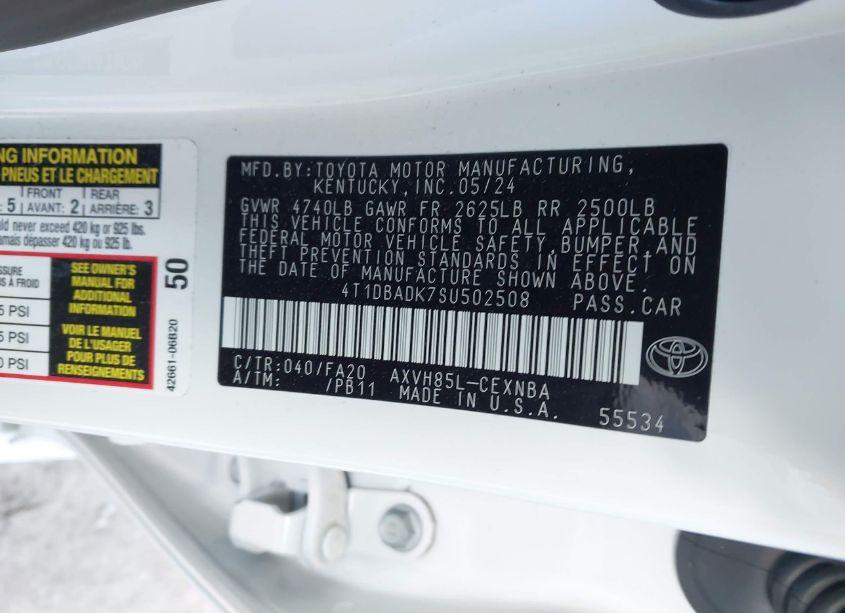 NG INFORMATION
PNEUS ET LE CHARGEMENT
5 FRONT AVANT: 2 REAR ARRIÈRE: 3
never exceed 420 kg or 925 lbs.
jamais dépasser 420 kg ou 925 lb.
À FROID
5 PSI
5 PSI
0 PSI
SEE OWNER'S
MANUAL FOR
ADDITIONAL
INFORMATION
VOIR LE MANUEL
DE L'USAGER
POUR PLUS DE
RENSEIGNEMENTS
50
42661-06B20
MFD.BY:TOYOTA MOTOR MANUFACTURING,
KENTUCKY,INC.05/24
GVWR 4740LB GAWR FR 2625LB RR 2500LB
THIS VEHICLE CONFORMS TO ALL APPLICABLE
FEDERAL MOTOR VEHICLE SAFETY, BUMPER, AND
THEFT PREVENTION STANDARDS IN EFFECT ON
THE DATE OF MANUFACTURE SHOWN ABOVE.
4T1DBADK7SU502508 PASS.CAR
C/TR:040/FA20 AXVH85L-CEXNBA
A/TM: /PB11 MADE IN U.S.A.
55534